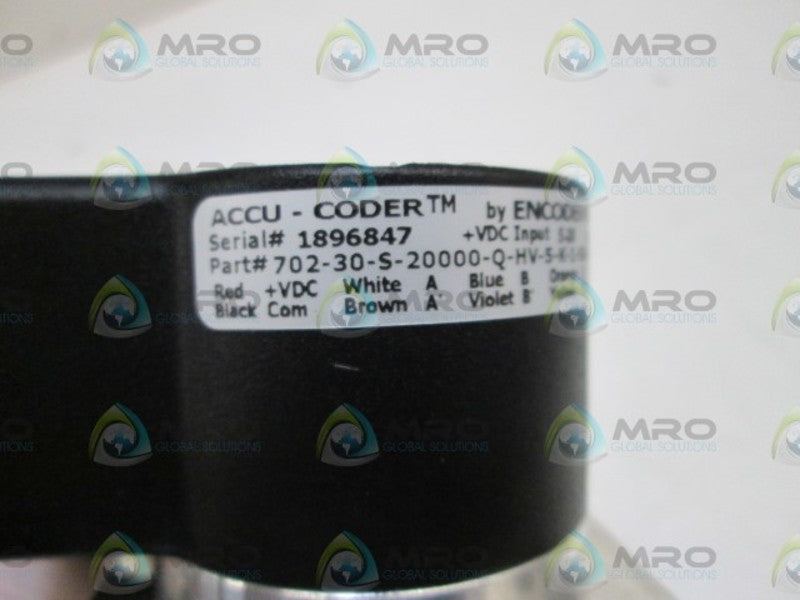 ACCU - CODER™ by ENCODER
Serial# 1896847 +VDC Input
Part# 702-30-S-20000-Q-HV-5-K-
Red +VDC White A Blue B
Black Com Brown A' Violet B'
MRO
GLOBAL SOLUTIONS